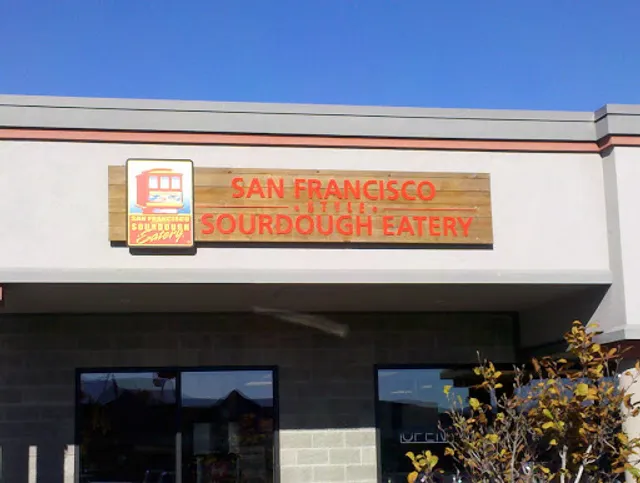 SAN FRANCISCO
STYLE
SOURDOUGH EATERY
SAN FRANCISCO
SOURDOUGH
Eatery
OPEN